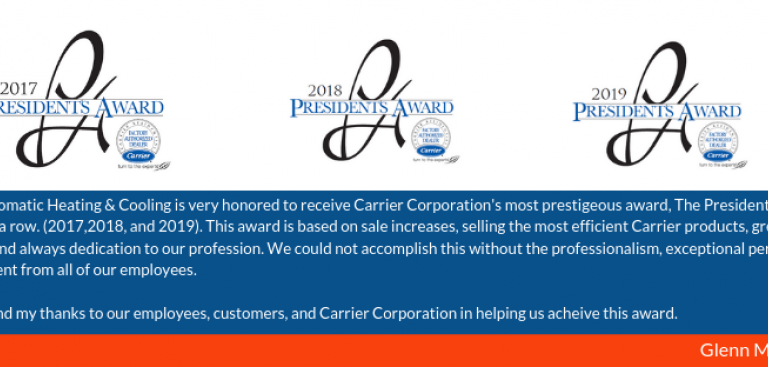 2017
RESIDENTS AWARD
FACTORY AUTHORIZED DEALER
Carrier
turn to the experts
2018
PRESIDENTS AWARD
FACTORY AUTHORIZED DEALER
Carrier
turn to the experts
2019
PRESIDENTS AWARD
FACTORY AUTHORIZED DEALER
Carrier
turn to the experts
omatic Heating & Cooling is very honored to receive Carrier Corporation's most prestigeous award, The President
a row. (2017,2018, and 2019). This award is based on sale increases, selling the most efficient Carrier products, gr
nd always dedication to our profession. We could not accomplish this without the professionalism, exceptional per
ent from all of our employees.
nd my thanks to our employees, customers, and Carrier Corporation in helping us acheive this award.
Glenn M